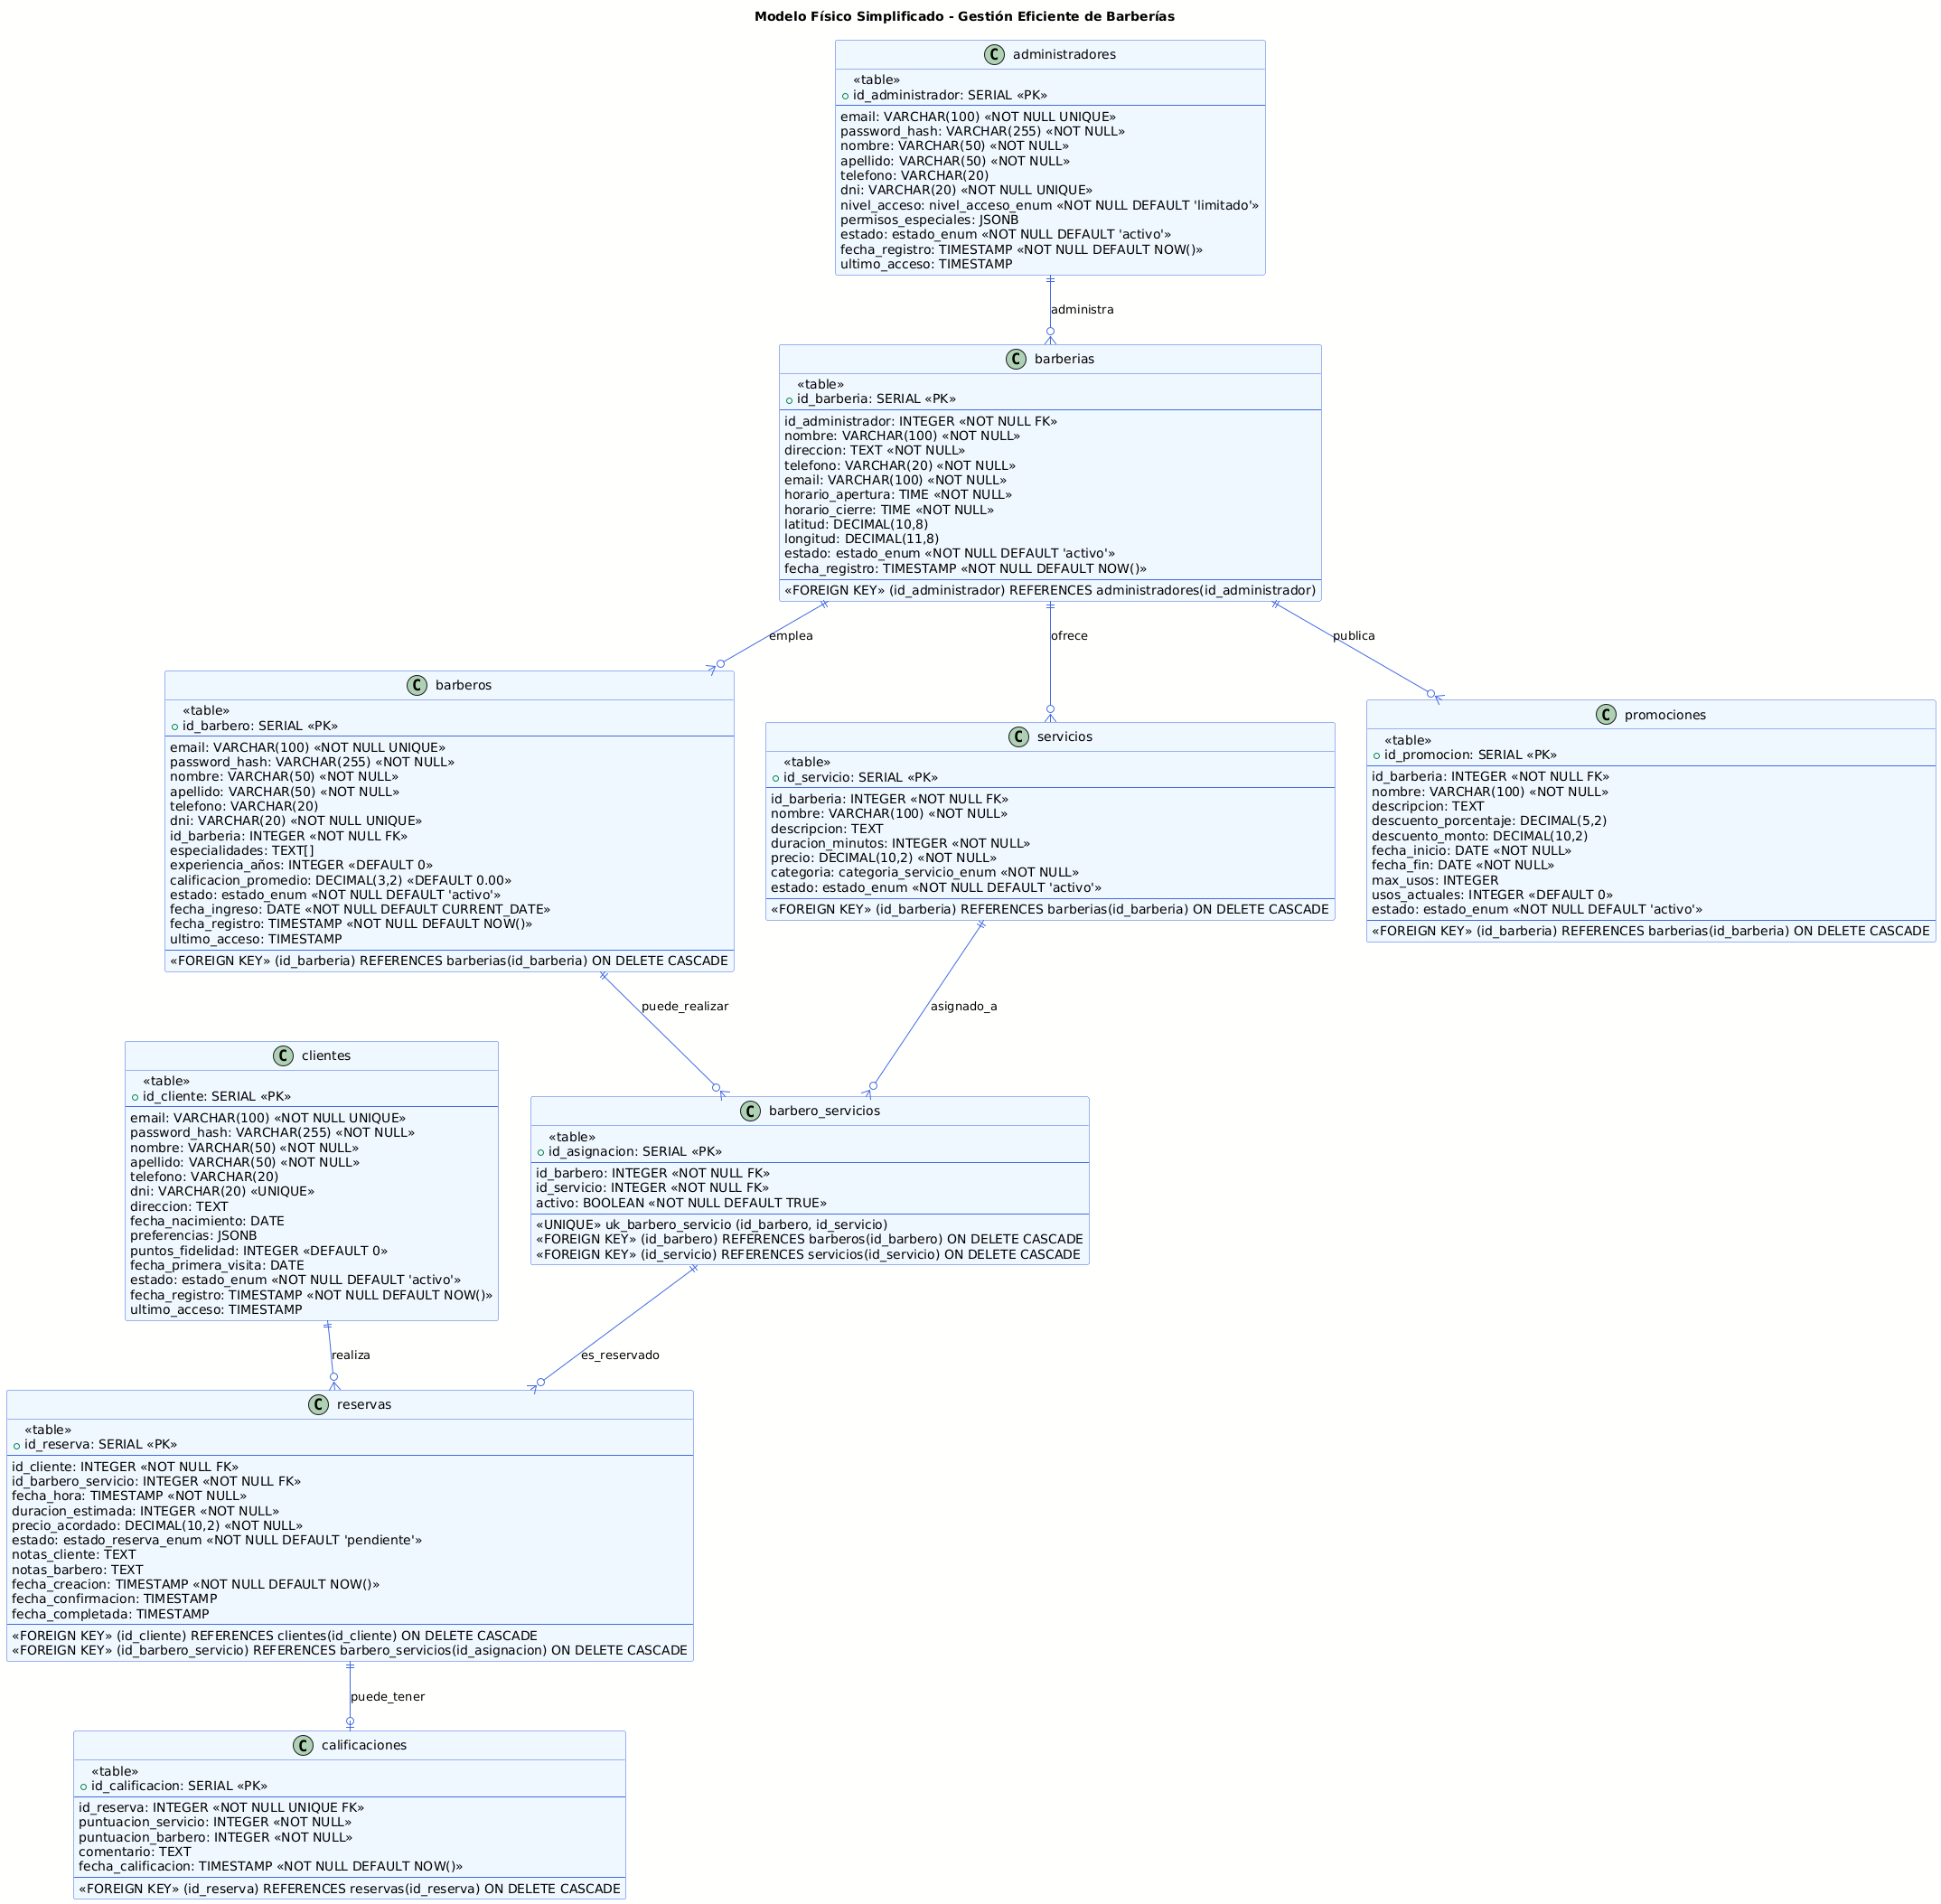 Modelo Físico Simplificado - Gestión Eficiente de Barberías
C administradores
«table»
id_administrador: SERIAL «PK»
email: VARCHAR(100) «NOT NULL UNIQUE»
password_hash: VARCHAR(255) «NOT NULL»
nombre: VARCHAR(50) «NOT NULL»
apellido: VARCHAR(50) «NOT NULL»
telefono: VARCHAR(20)
dni: VARCHAR(20) «NOT NULL UNIQUE»
nivel_acceso: nivel_acceso_enum «NOT NULL DEFAULT 'limitado'»
permisos_especiales: JSONB
estado: estado_enum «NOT NULL DEFAULT 'activo'»
fecha_registro: TIMESTAMP «NOT NULL DEFAULT NOW()»
ultimo_acceso: TIMESTAMP
administra
C barberias
«table»
id_barberia: SERIAL «PK»
id_administrador: INTEGER «NOT NULL FK»
nombre: VARCHAR(100) «NOT NULL»
direccion: TEXT «NOT NULL»
telefono: VARCHAR(20) «NOT NULL»
email: VARCHAR(100) «NOT NULL»
horario_apertura: TIME «NOT NULL»
horario_cierre: TIME «NOT NULL»
latitud: DECIMAL(10,8)
longitud: DECIMAL(11,8)
estado: estado_enum «NOT NULL DEFAULT 'activo'»
fecha_registro: TIMESTAMP «NOT NULL DEFAULT NOW()»
«FOREIGN KEY» (id_administrador) REFERENCES administradores(id_administrador)
emplea
ofrece
publica
C barberos
«table»
id_barbero: SERIAL «PK»
email: VARCHAR(100) «NOT NULL UNIQUE»
password_hash: VARCHAR(255) «NOT NULL»
nombre: VARCHAR(50) «NOT NULL»
apellido: VARCHAR(50) «NOT NULL»
telefono: VARCHAR(20)
dni: VARCHAR(20) «NOT NULL UNIQUE»
id_barberia: INTEGER «NOT NULL FK»
especialidades: TEXT[]
experiencia_años: INTEGER «DEFAULT 0»
calificacion_promedio: DECIMAL(3,2) «DEFAULT 0.00»
estado: estado_enum «NOT NULL DEFAULT 'activo'»
fecha_ingreso: DATE «NOT NULL DEFAULT CURRENT_DATE»
fecha_registro: TIMESTAMP «NOT NULL DEFAULT NOW()»
ultimo_acceso: TIMESTAMP
«FOREIGN KEY» (id_barberia) REFERENCES barberias(id_barberia) ON DELETE CASCADE
C servicios
«table»
id_servicio: SERIAL «PK»
id_barberia: INTEGER «NOT NULL FK»
nombre: VARCHAR(100) «NOT NULL»
descripcion: TEXT
duracion_minutos: INTEGER «NOT NULL»
precio: DECIMAL(10,2) «NOT NULL»
categoria: categoria_servicio_enum «NOT NULL»
estado: estado_enum «NOT NULL DEFAULT 'activo'»
«FOREIGN KEY» (id_barberia) REFERENCES barberias(id_barberia) ON DELETE CASCADE
C promociones
«table»
id_promocion: SERIAL «PK»
id_barberia: INTEGER «NOT NULL FK»
nombre: VARCHAR(100) «NOT NULL»
descripcion: TEXT
descuento_porcentaje: DECIMAL(5,2)
descuento_monto: DECIMAL(10,2)
fecha_inicio: DATE «NOT NULL»
fecha_fin: DATE «NOT NULL»
max_usos: INTEGER
usos_actuales: INTEGER «DEFAULT 0»
estado: estado_enum «NOT NULL DEFAULT 'activo'»
«FOREIGN KEY» (id_barberia) REFERENCES barberias(id_barberia) ON DELETE CASCADE
puede_realizar
asignado_a
C clientes
«table»
id_cliente: SERIAL «PK»
email: VARCHAR(100) «NOT NULL UNIQUE»
password_hash: VARCHAR(255) «NOT NULL»
nombre: VARCHAR(50) «NOT NULL»
apellido: VARCHAR(50) «NOT NULL»
telefono: VARCHAR(20)
dni: VARCHAR(20) «UNIQUE»
direccion: TEXT
fecha_nacimiento: DATE
preferencias: JSONB
puntos_fidelidad: INTEGER «DEFAULT 0»
fecha_primera_visita: DATE
estado: estado_enum «NOT NULL DEFAULT 'activo'»
fecha_registro: TIMESTAMP «NOT NULL DEFAULT NOW()»
ultimo_acceso: TIMESTAMP
C barbero_servicios
«table»
id_asignacion: SERIAL «PK»
id_barbero: INTEGER «NOT NULL FK»
id_servicio: INTEGER «NOT NULL FK»
activo: BOOLEAN «NOT NULL DEFAULT TRUE»
«UNIQUE» uk_barbero_servicio (id_barbero, id_servicio)
«FOREIGN KEY» (id_barbero) REFERENCES barberos(id_barbero) ON DELETE CASCADE
«FOREIGN KEY» (id_servicio) REFERENCES servicios(id_servicio) ON DELETE CASCADE
realiza
es_reservado
C reservas
«table»
id_reserva: SERIAL «PK»
id_cliente: INTEGER «NOT NULL FK»
id_barbero_servicio: INTEGER «NOT NULL FK»
fecha_hora: TIMESTAMP «NOT NULL»
duracion_estimada: INTEGER «NOT NULL»
precio_acordado: DECIMAL(10,2) «NOT NULL»
estado: estado_reserva_enum «NOT NULL DEFAULT 'pendiente'»
notas_cliente: TEXT
notas_barbero: TEXT
fecha_creacion: TIMESTAMP «NOT NULL DEFAULT NOW()»
fecha_confirmacion: TIMESTAMP
fecha_completada: TIMESTAMP
«FOREIGN KEY» (id_cliente) REFERENCES clientes(id_cliente) ON DELETE CASCADE
«FOREIGN KEY» (id_barbero_servicio) REFERENCES barbero_servicios(id_asignacion) ON DELETE CASCADE
puede_tener
C calificaciones
«table»
id_calificacion: SERIAL «PK»
id_reserva: INTEGER «NOT NULL UNIQUE FK»
puntuacion_servicio: INTEGER «NOT NULL»
puntuacion_barbero: INTEGER «NOT NULL»
comentario: TEXT
fecha_calificacion: TIMESTAMP «NOT NULL DEFAULT NOW()»
«FOREIGN KEY» (id_reserva) REFERENCES reservas(id_reserva) ON DELETE CASCADE